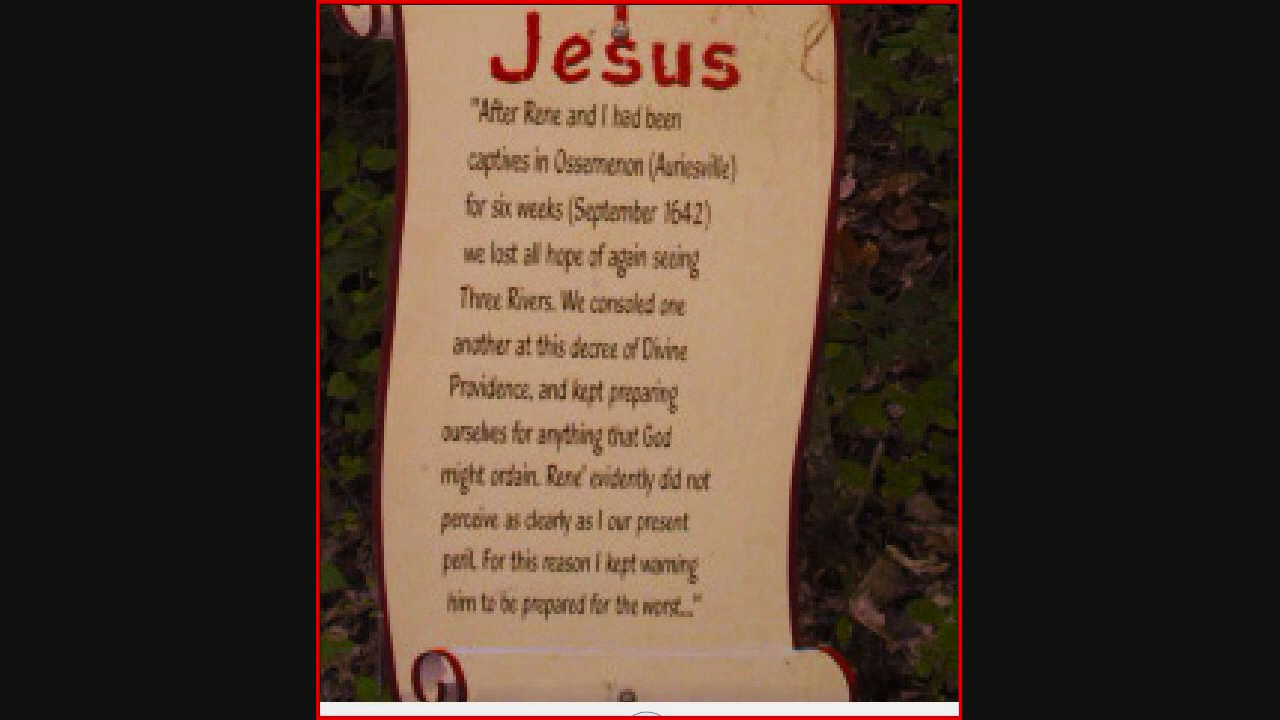 Jesus
"After Rene and I had been
captives in Ossernenon (Auriesville)
for six weeks (September 1642)
we lost all hope of again seeing
Three Rivers. We consoled one
another at this decree of Divine
Providence, and kept preparing
ourselves for anything that God
might ordain. Rene' evidently did not
perceive as clearly as I our present
peril. For this reason I kept warning
him to be prepared for the worst...."